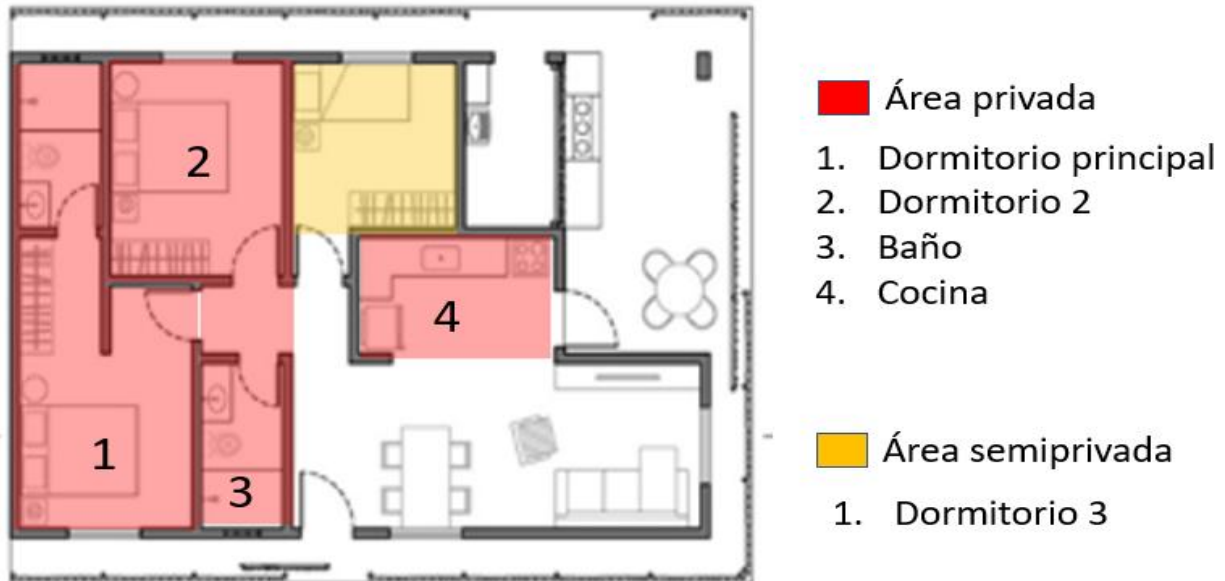 2
4
1
3
Área privada
1. Dormitorio principal
2. Dormitorio 2
3. Baño
4. Cocina
Área semiprivada
1. Dormitorio 3